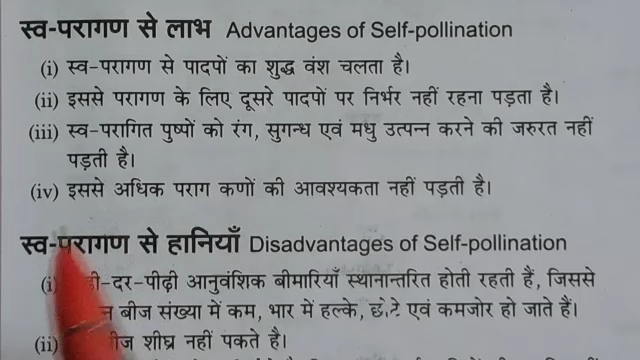 स्व-परागण से लाभ Advantages of Self-pollination
(i) स्व-परागण से पादपों का शुद्ध वंश चलता है।
(ii) इससे परागण के लिए दूसरे पादपों पर निर्भर नहीं रहना पड़ता है।
(iii) स्व-परागित पुष्पों को रंग, सुगन्ध एवं मधु उत्पन्न करने की जरुरत नहीं
पड़ती है।
(iv) इससे अधिक पराग कणों की आवश्यकता नहीं पड़ती है।
स्व-परागण से हानियाँ Disadvantages of Self-pollination
(i) -दर-पीढ़ी आनुवंशिक बीमारियाँ स्थानान्तरित होती रहती हैं, जिससे
बीज संख्या में कम, भार में हल्के, छोटे एवं कमजोर हो जाते हैं।
(ii) शीघ्र नहीं पकते है।